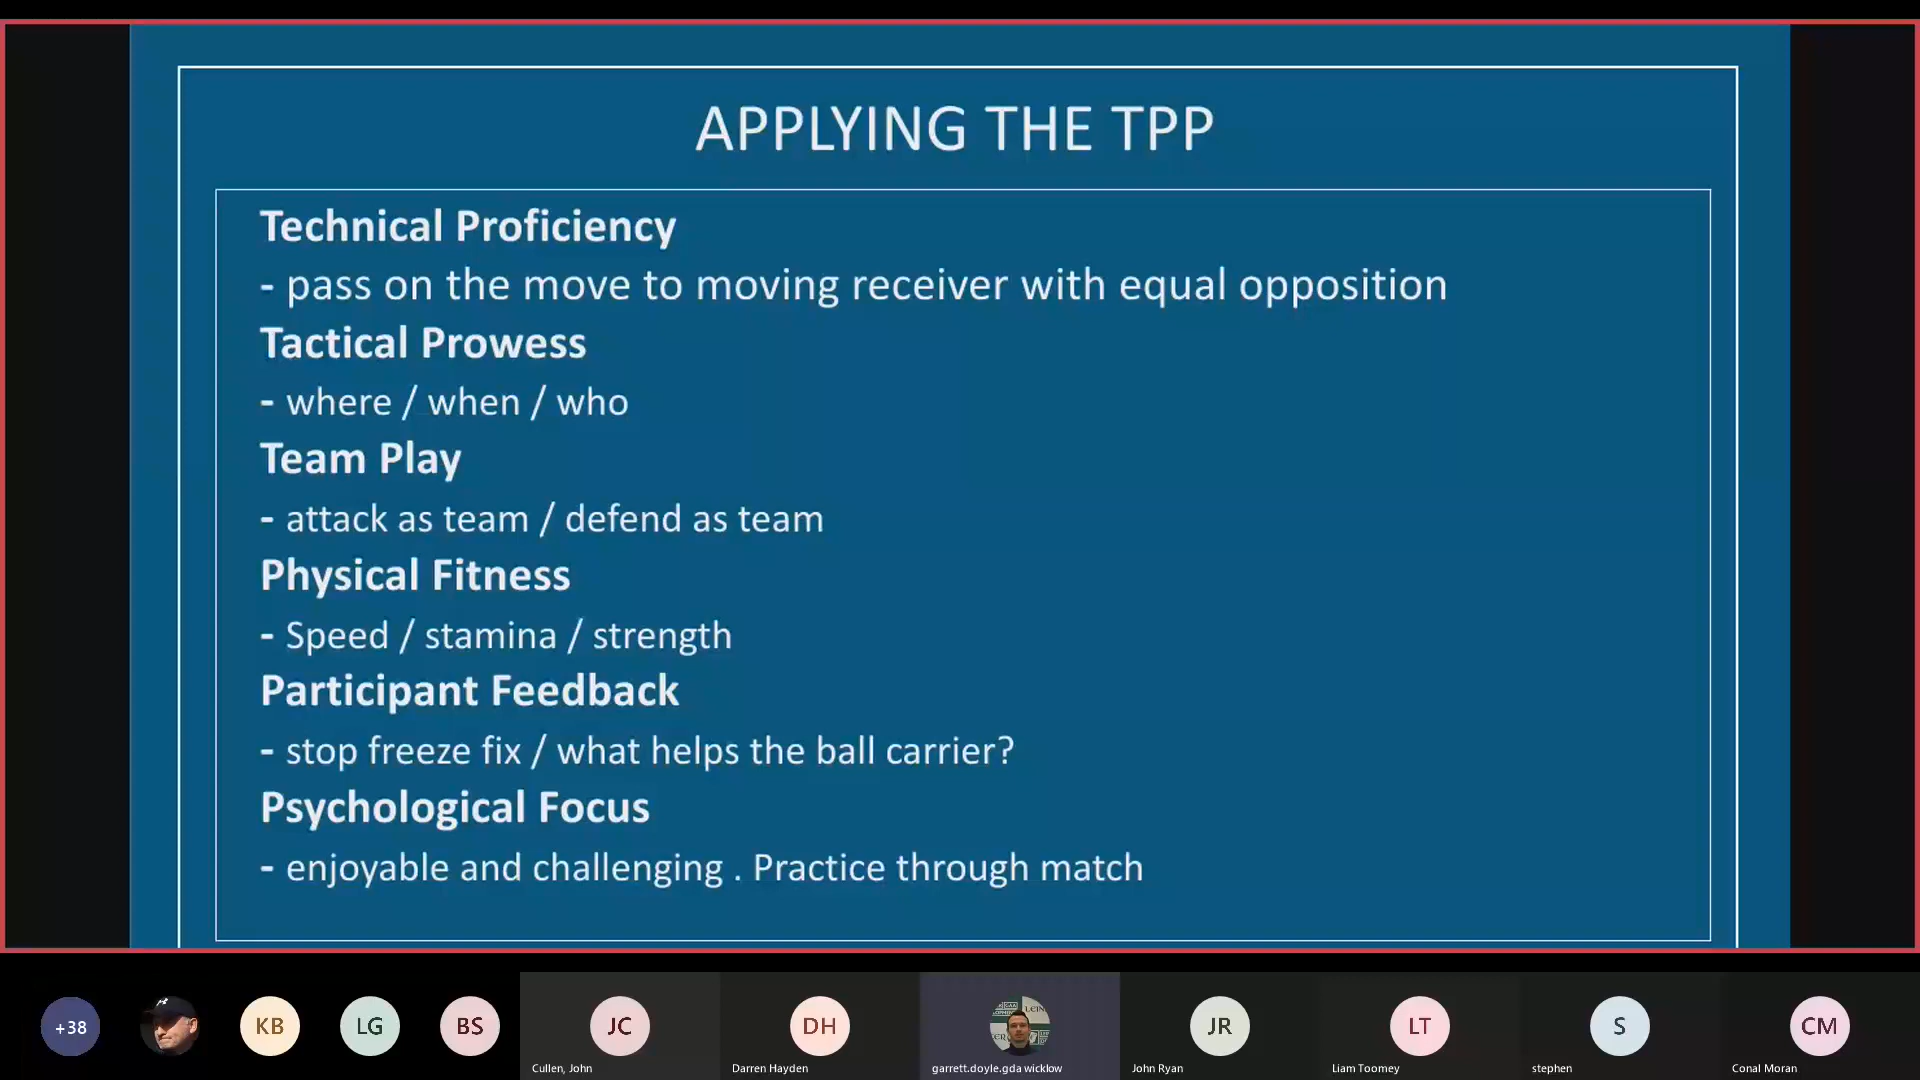 APPLYING THE TPP
Technical Proficiency
- pass on the move to moving receiver with equal opposition
Tactical Prowess
- where / when / who
Team Play
- attack as team / defend as team
Physical Fitness
- Speed / stamina / strength
Participant Feedback
- stop freeze fix / what helps the ball carrier?
Psychological Focus
- enjoyable and challenging . Practice through match
+38
KB
LG
BS
JC
DH
JR
LT
S
CM
Cullen, John
Darren Hayden
garrett.doyle.gda wicklow
John Ryan
Liam Toomey
stephen
Conal Moran